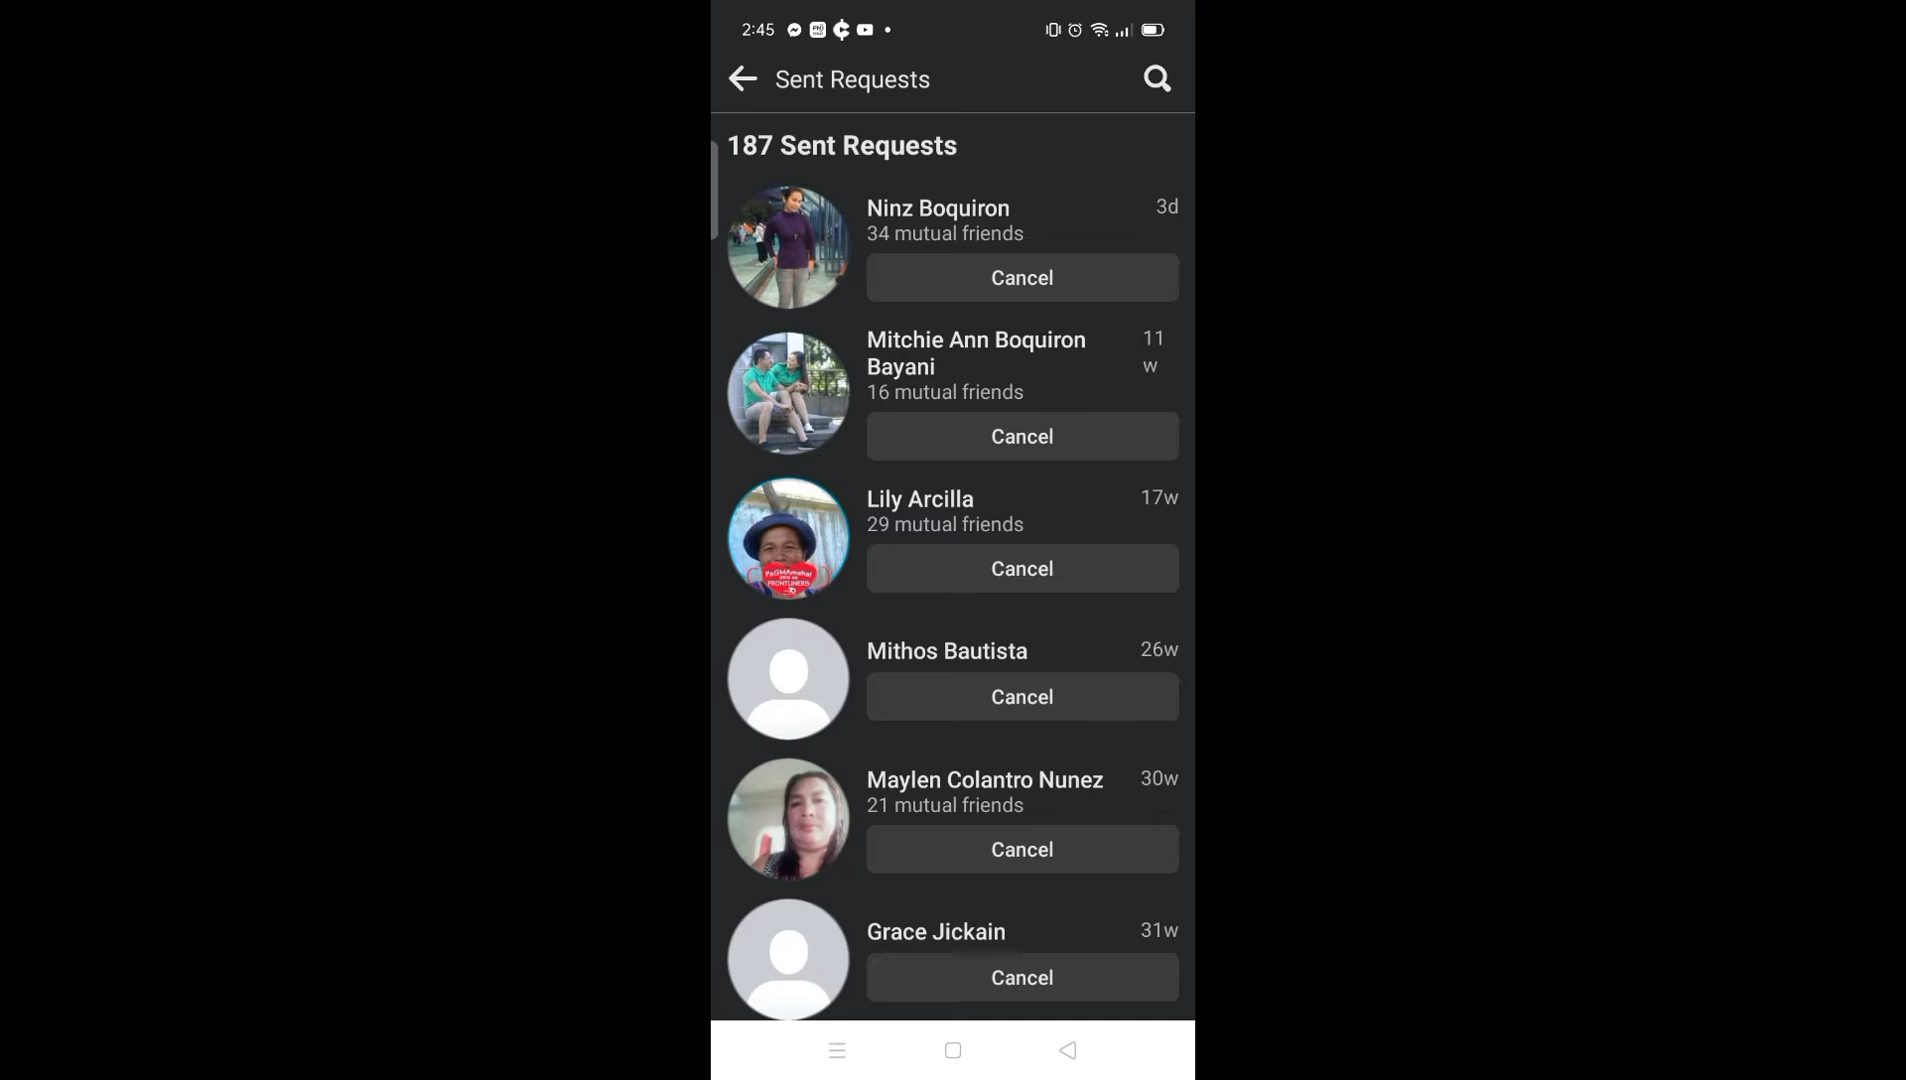 2:45
Sent Requests
187 Sent Requests
Ninz Boquiron 3d
34 mutual friends
Cancel
Mitchie Ann Boquiron 11
Bayani w
16 mutual friends
Cancel
Lily Arcilla 17w
29 mutual friends
PaGMAmahal
FRONTLINERS
Cancel
Mithos Bautista 26w
Cancel
Maylen Colantro Nunez 30w
21 mutual friends
Cancel
Grace Jickain 31w
Cancel